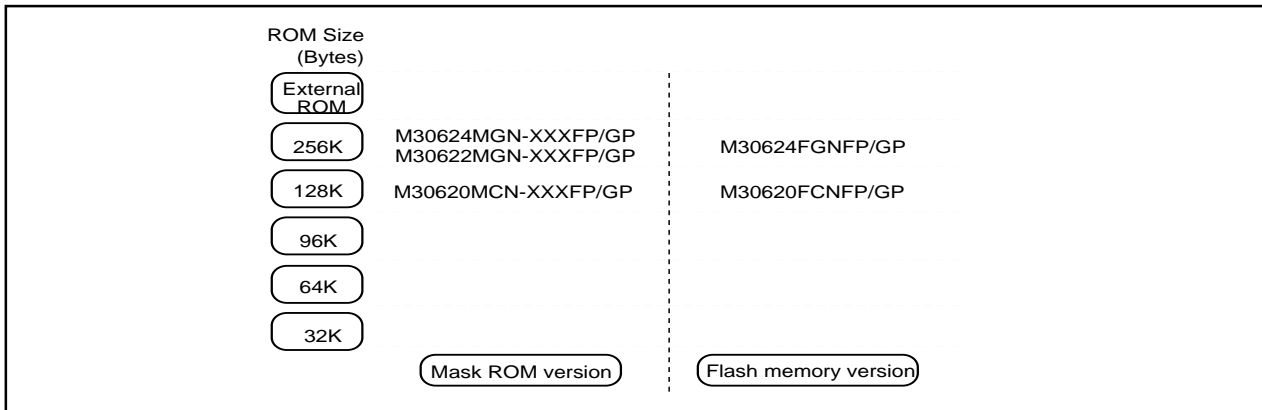 ROM Size
(Bytes)
External
ROM
256K
M30624MGN-XXXFP/GP
M30622MGN-XXXFP/GP
M30624FGNFP/GP
128K
M30620MCN-XXXFP/GP
M30620FCNFP/GP
96K
64K
32K
Mask ROM version
Flash memory version